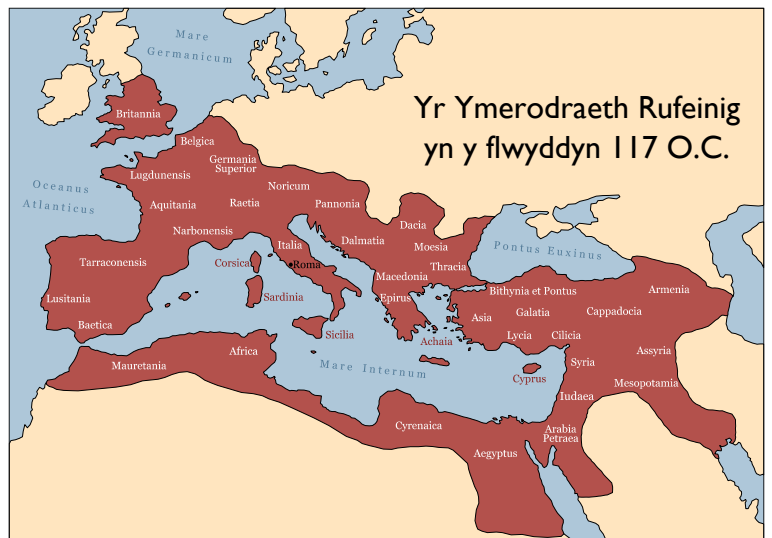 Yr Ymerodraeth Rufeinig
yn y flwyddyn 117 O.C.
Mare
Germanicum
Britannia
Belgica
Germania
Superior
Lugdunensis
Noricum
Oceanus
Atlanticus
Aquitania
Raetia
Pannonia
Narbonensis
Dalmatia
Dacia
Moesia
Pontus Euxinus
Italia
Roma
Corsica
Tarraconensis
Thracia
Macedonia
Lusitania
Sardinia
Epirus
Bithynia et Pontus
Armenia
Baetica
Asia
Galatia
Cappadocia
Sicilia
Achaia
Lycia
Cilicia
Mauretania
Africa
Mare Internum
Cyprus
Syria
Assyria
Mesopotamia
Iudaea
Cyrenaica
Arabia
Petraea
Aegyptus